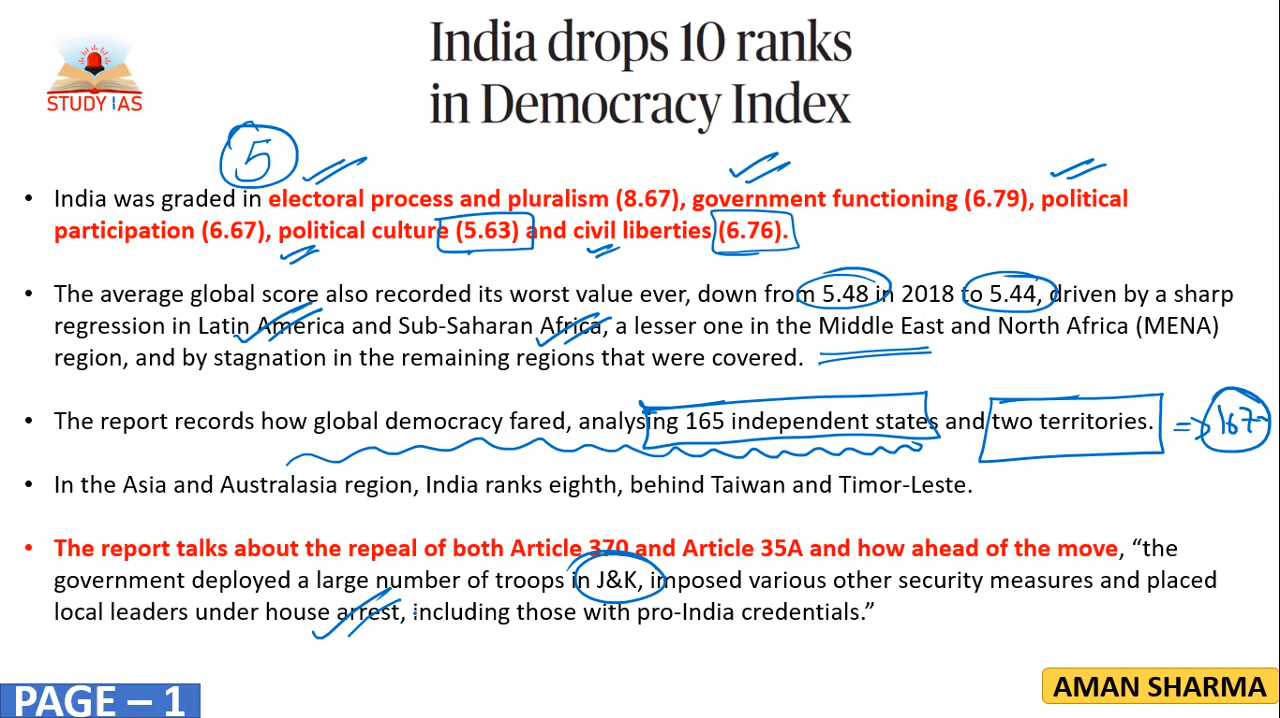 India drops 10 ranks
in Democracy Index
STUDY IAS
5
• India was graded in electoral process and pluralism (8.67), government functioning (6.79), political
participation (6.67), political culture (5.63) and civil liberties (6.76).
• The average global score also recorded its worst value ever, down from 5.48 in 2018 to 5.44, driven by a sharp
regression in Latin America and Sub-Saharan Africa, a lesser one in the Middle East and North Africa (MENA)
region, and by stagnation in the remaining regions that were covered.
• The report records how global democracy fared, analysing 165 independent states and two territories. => 167
• In the Asia and Australasia region, India ranks eighth, behind Taiwan and Timor-Leste.
• The report talks about the repeal of both Article 370 and Article 35A and how ahead of the move, “the
government deployed a large number of troops in J&K, imposed various other security measures and placed
local leaders under house arrest, including those with pro-India credentials.”
PAGE – 1
AMAN SHARMA